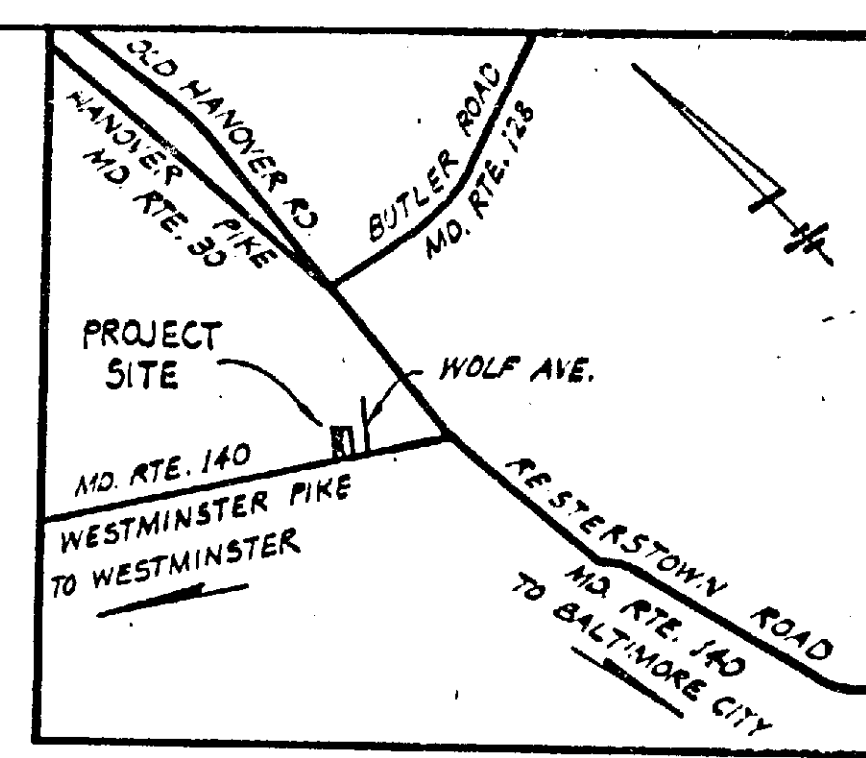 OLD HANOVER RD.
HANOVER PIKE
MD. RTE. 30
BUTLER ROAD
MD. RTE. 128
PROJECT
SITE
WOLF AVE.
MD. RTE. 140
WESTMINSTER PIKE
TO WESTMINSTER
REISTERSTOWN ROAD
MD. RTE. 140
TO BALTIMORE CITY
N